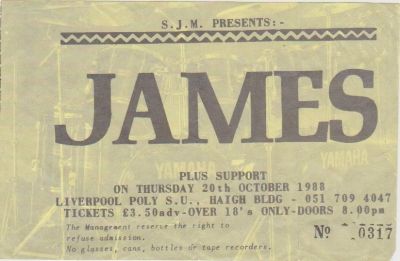 S.J.M. PRESENTS:-
JAMES
YAMAHA
YAMAHA
PLUS SUPPORT
ON THURSDAY 20th OCTOBER 1988
LIVERPOOL POLY S.U., HAIGH BLDG - 051 709 4047
TICKETS £3.50adv-OVER 18's ONLY-DOORS 8.00pm
The Management reserve the right to
refuse admission.
No glasses, cans, bottles or tape recorders.
Nº 0317